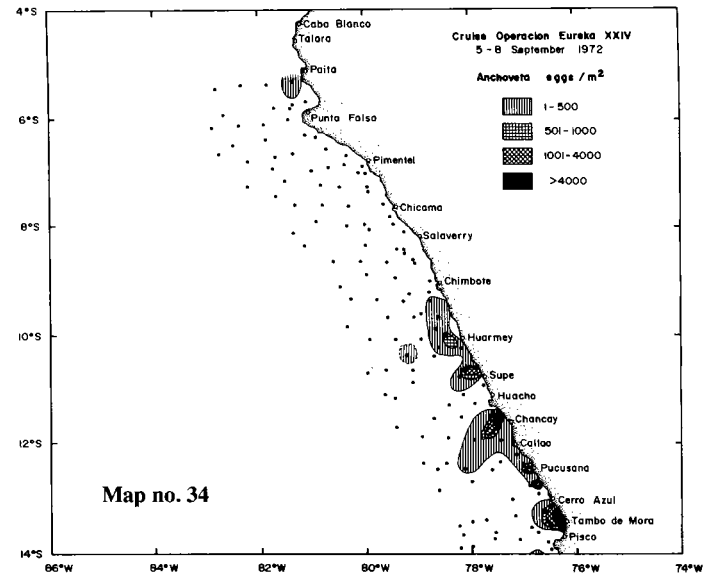 Cruise Operacion Eureka XXIV
5-8 September 1972
Anchoveta eggs / m²
1-500
501-1000
1001-4000
>4000
4°S
6°S
8°S
10°S
12°S
14°S
Cabo Blanco
Talara
Paita
Punta Falsa
Pimentel
Chicama
Salaverry
Chimbote
Huarmey
Supe
Huacho
Chancay
Callao
Pucusana
Cerro Azul
Tambo de Mora
Pisco
Map no. 34
86°W
84°W
82°W
80°W
78°W
76°W
74°W